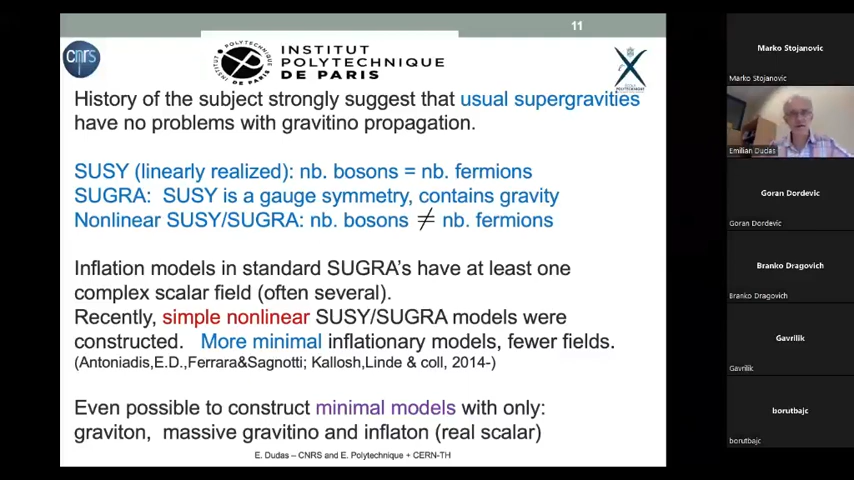 11
cnrs
INSTITUT
POLYTECHNIQUE
DE PARIS
History of the subject strongly suggest that usual supergravities
have no problems with gravitino propagation.
SUSY (linearly realized): nb. bosons = nb. fermions
SUGRA: SUSY is a gauge symmetry, contains gravity
Nonlinear SUSY/SUGRA: nb. bosons ≠ nb. fermions
Inflation models in standard SUGRA's have at least one
complex scalar field (often several).
Recently, simple nonlinear SUSY/SUGRA models were
constructed. More minimal inflationary models, fewer fields.
(Antoniadis,E.D.,Ferrara&Sagnotti; Kallosh,Linde & coll, 2014-)
Even possible to construct minimal models with only:
graviton, massive gravitino and inflaton (real scalar)
E. Dudas – CNRS and E. Polytechnique + CERN-TH
Marko Stojanovic
Marko Stojanovic
Emilian Dudas
Goran Dordevic
Goran Dordevic
Branko Dragovich
Branko Dragovich
Gavrilik
Gavrilik
borutbajc
borutbajc